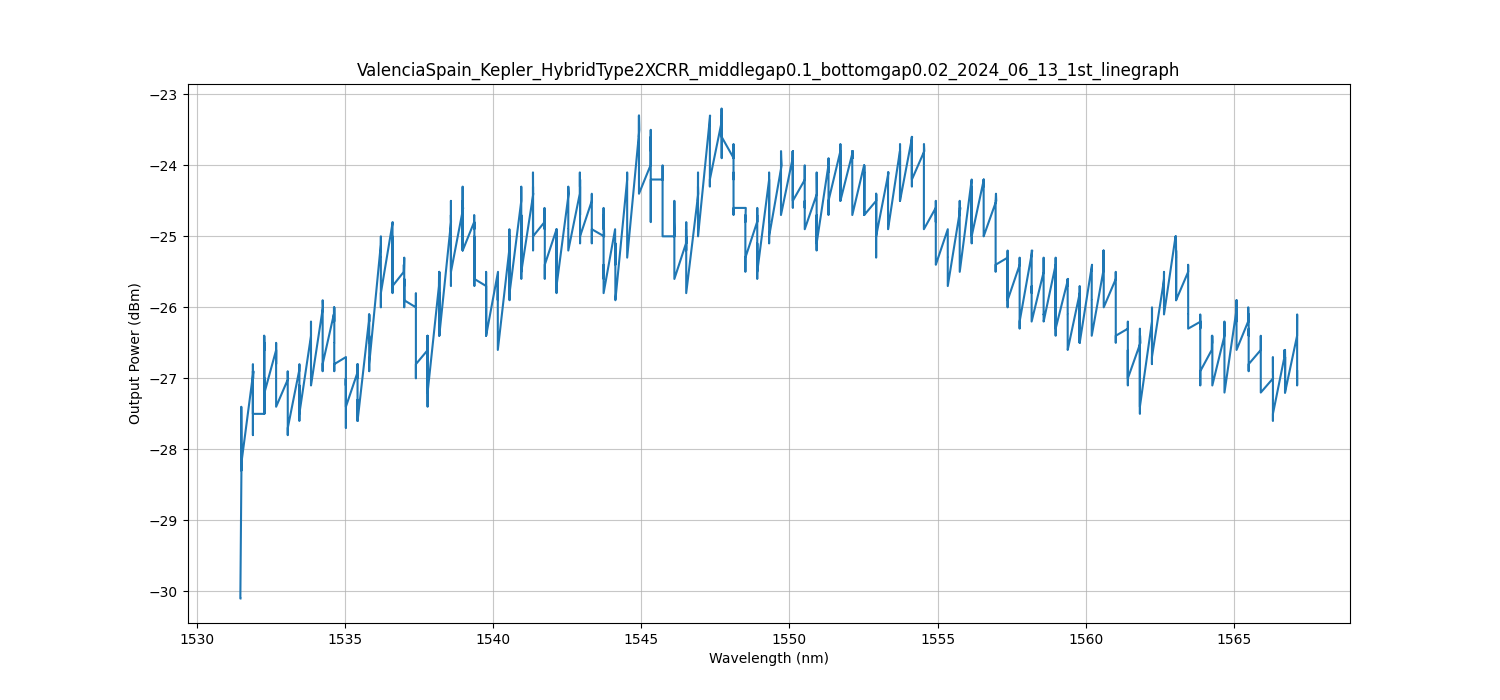 ValenciaSpain_Kepler_HybridType2XCRR_middlegap0.1_bottomgap0.02_2024_06_13_1st_linegraph
−23
−24
−25
−26
−27
−28
−29
−30
Output Power (dBm)
1530 1535 1540 1545 1550 1555 1560 1565
Wavelength (nm)